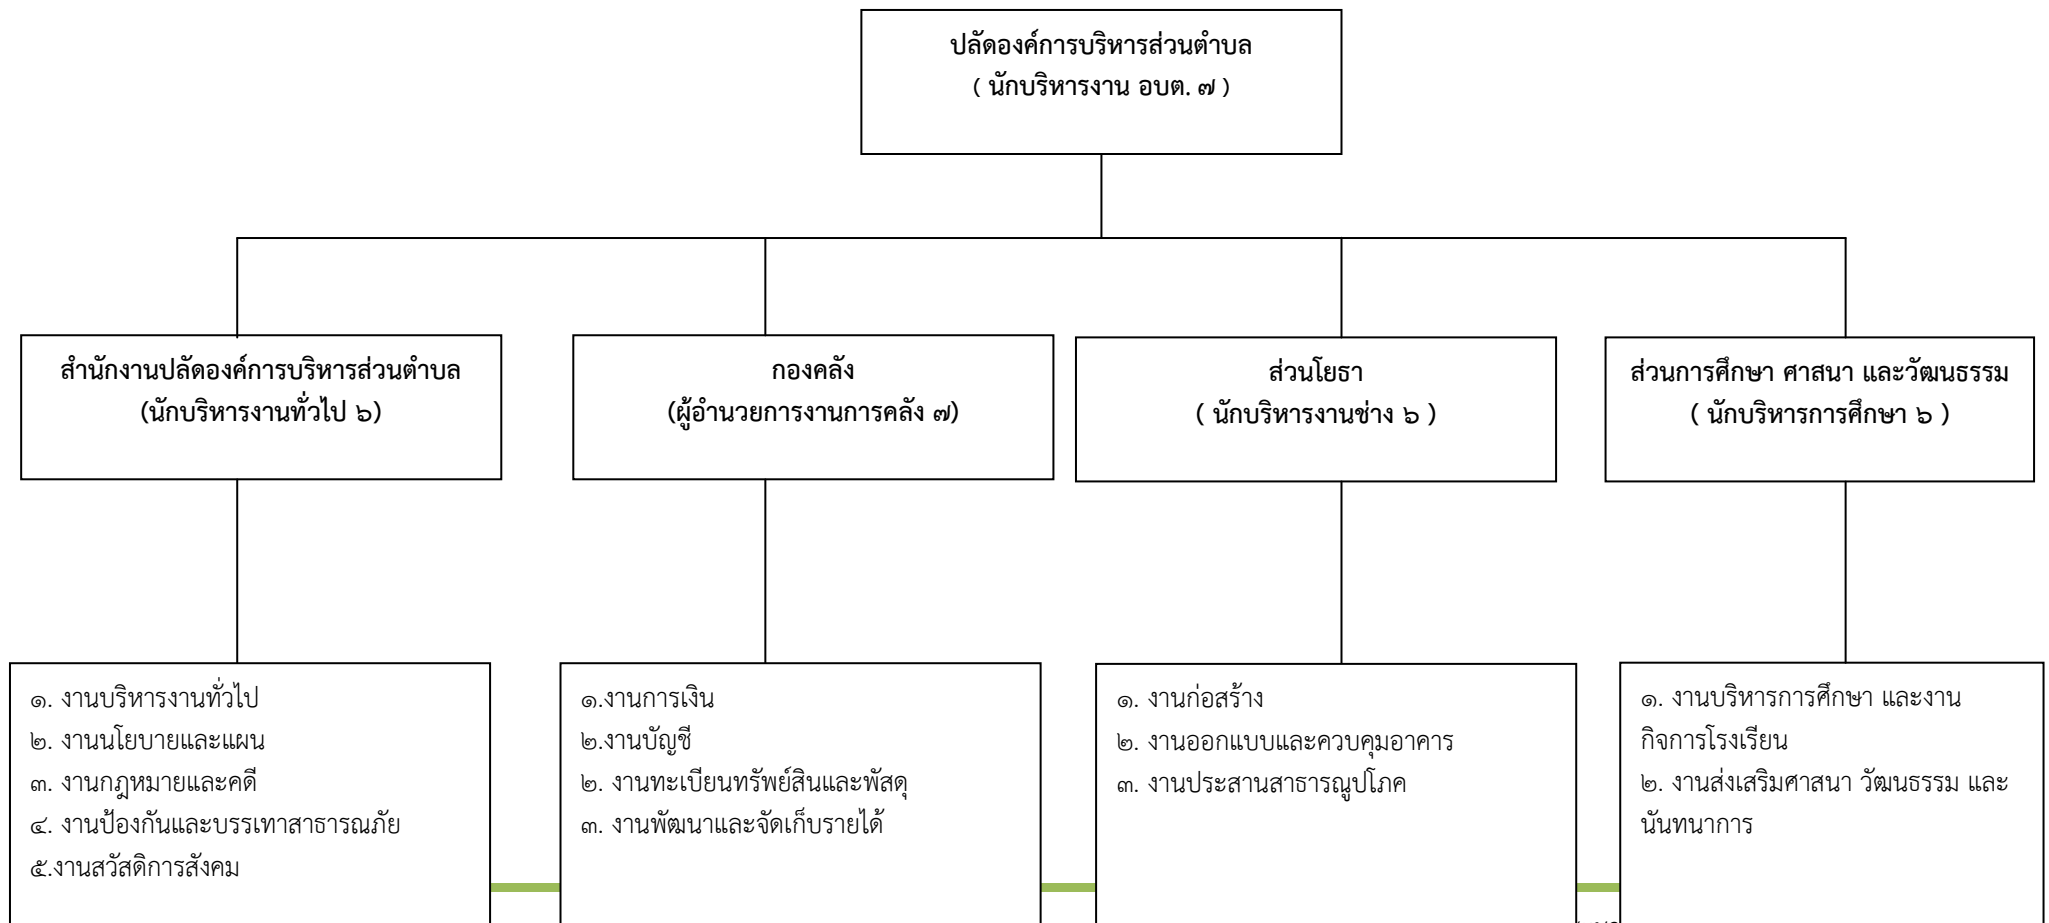 ปลัดองค์การบริหารส่วนตำบล
( นักบริหารงาน อบต. ๗ )
สำนักงานปลัดองค์การบริหารส่วนตำบล
(นักบริหารงานทั่วไป ๖)
กองคลัง
(ผู้อำนวยการงานการคลัง ๗)
ส่วนโยธา
( นักบริหารงานช่าง ๖ )
ส่วนการศึกษา ศาสนา และวัฒนธรรม
( นักบริหารการศึกษา ๖ )
๑. งานบริหารงานทั่วไป
๒. งานนโยบายและแผน
๓. งานกฎหมายและคดี
๔. งานป้องกันและบรรเทาสาธารณภัย
๕.งานสวัสดิการสังคม
๑.งานการเงิน
๒.งานบัญชี
๒. งานทะเบียนทรัพย์สินและพัสดุ
๓. งานพัฒนาและจัดเก็บรายได้
๑. งานก่อสร้าง
๒. งานออกแบบและควบคุมอาคาร
๓. งานประสานสาธารณูปโภค
๑. งานบริหารการศึกษา และงาน
กิจการโรงเรียน
๒. งานส่งเสริมศาสนา วัฒนธรรม และ
นันทนาการ